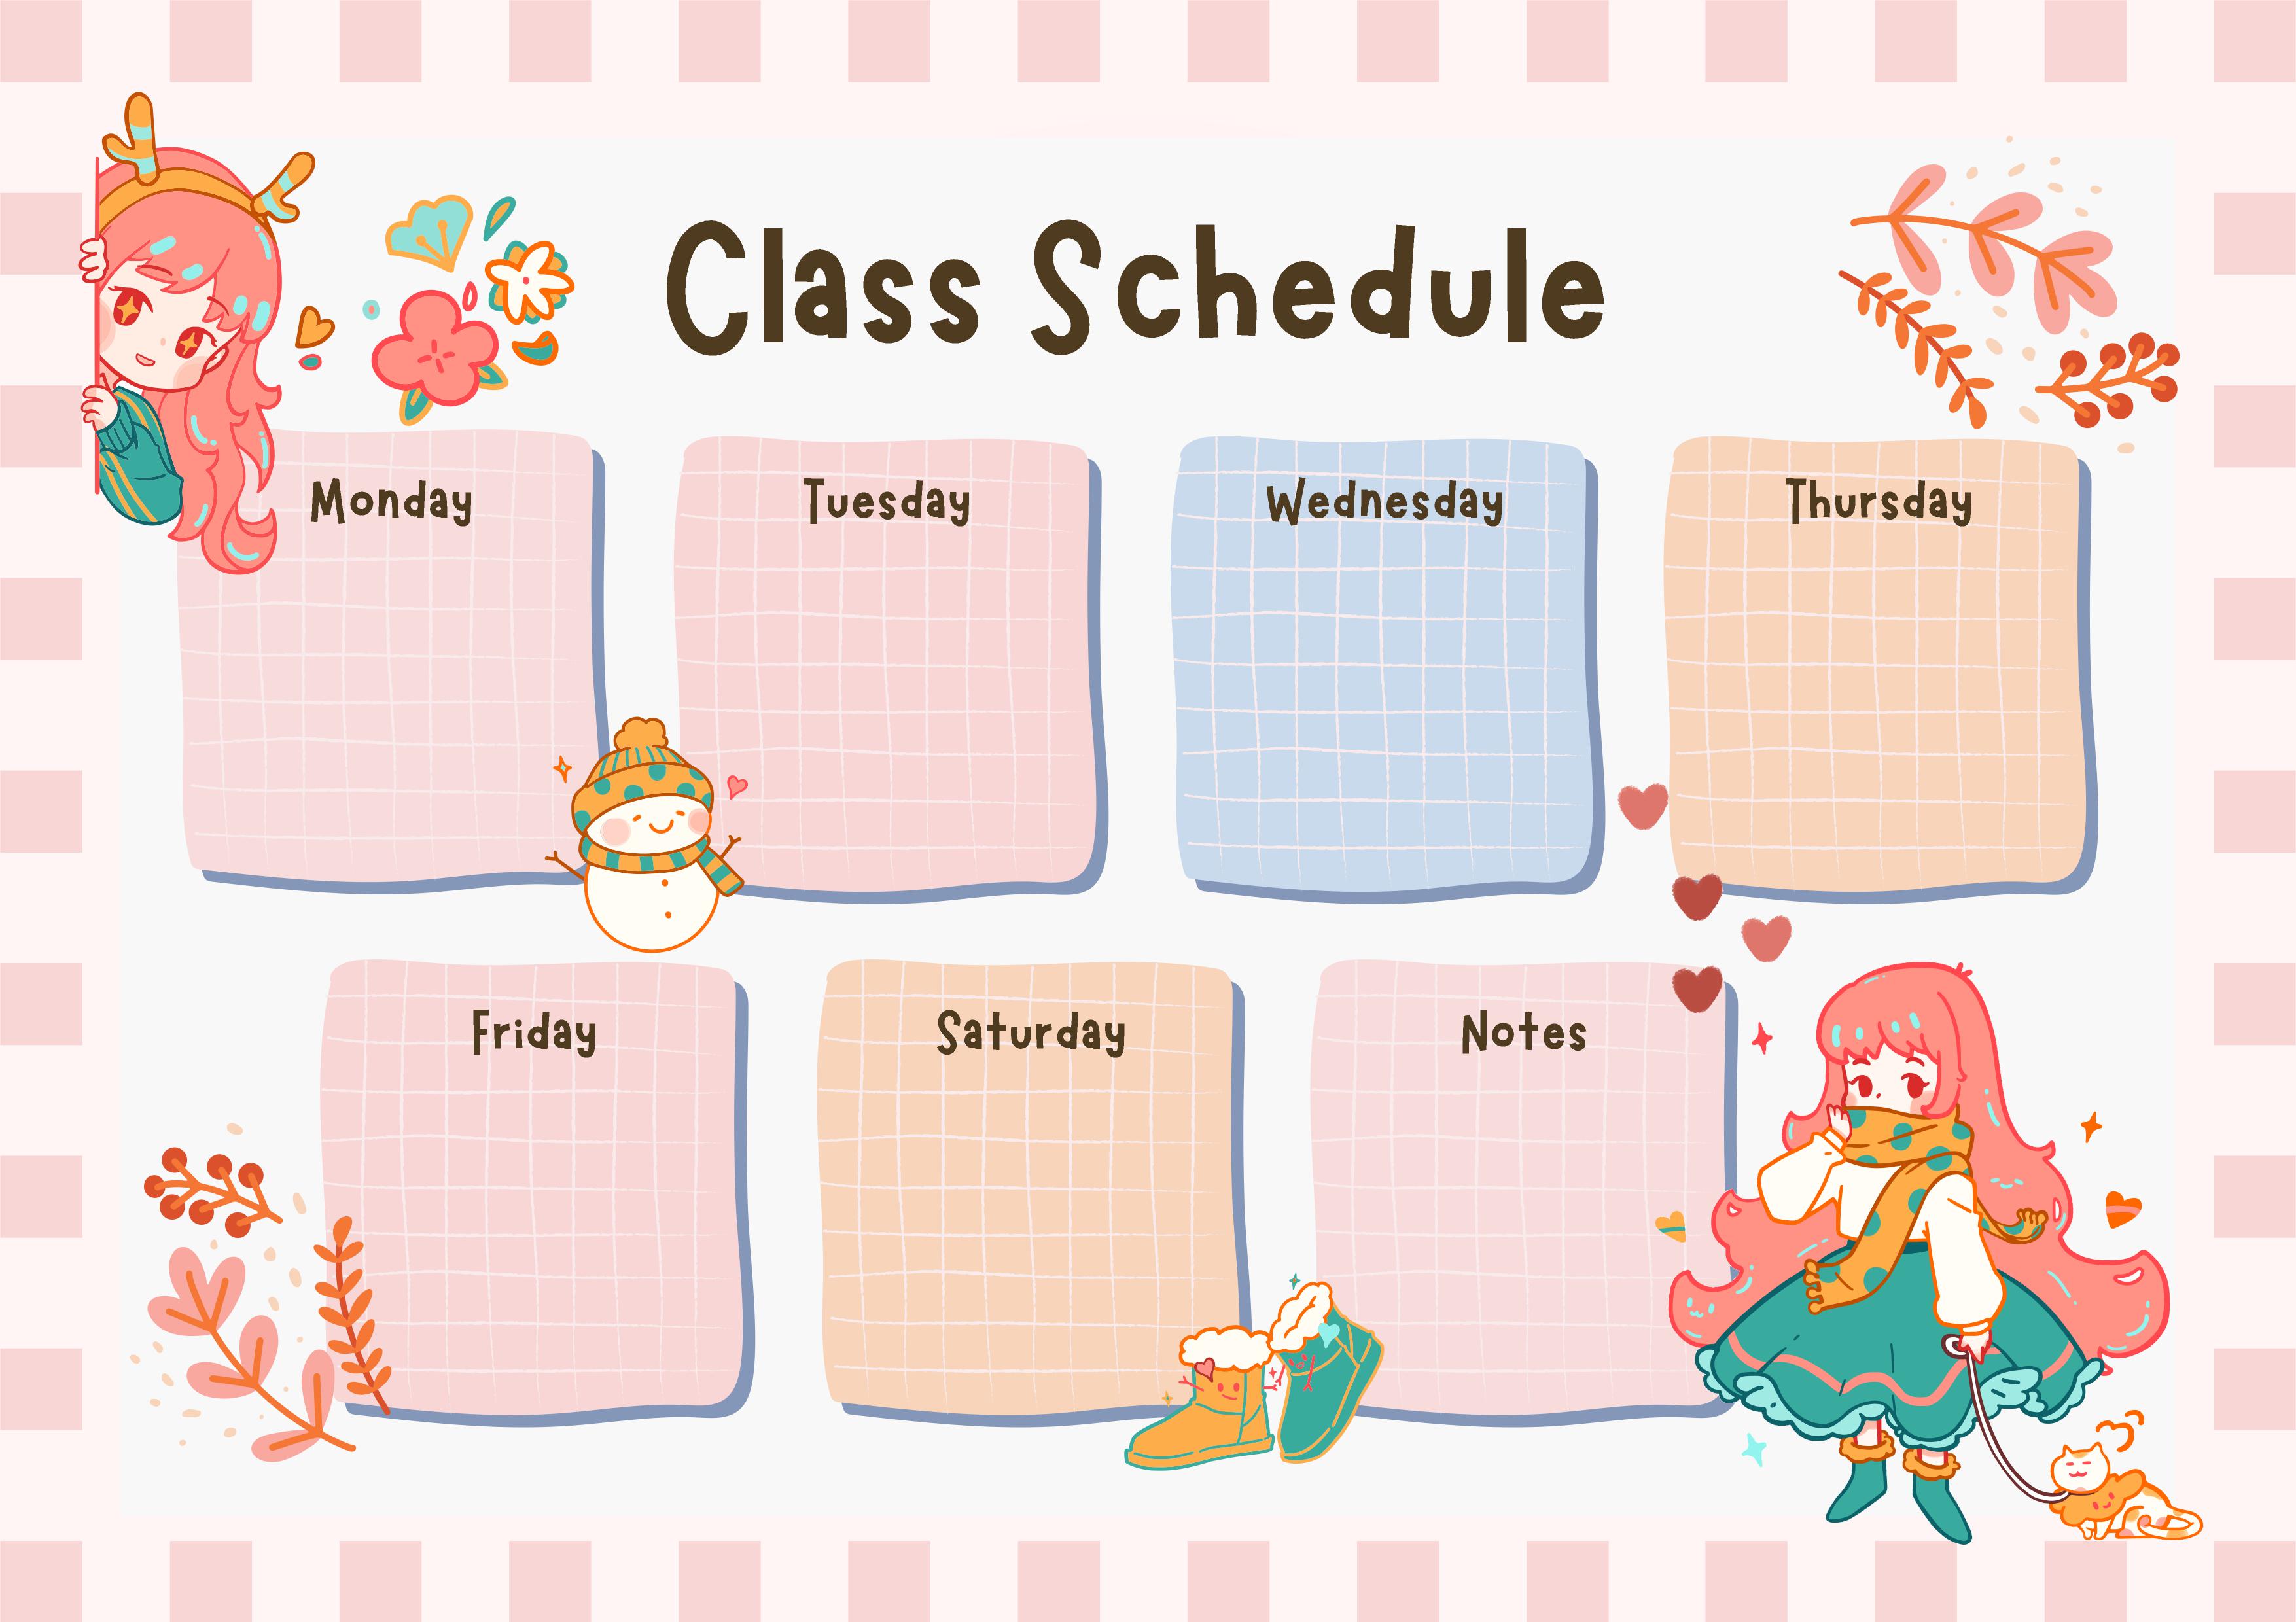 Class Schedule
Monday
Tuesday
Wednesday
Thursday
Friday
Saturday
Notes